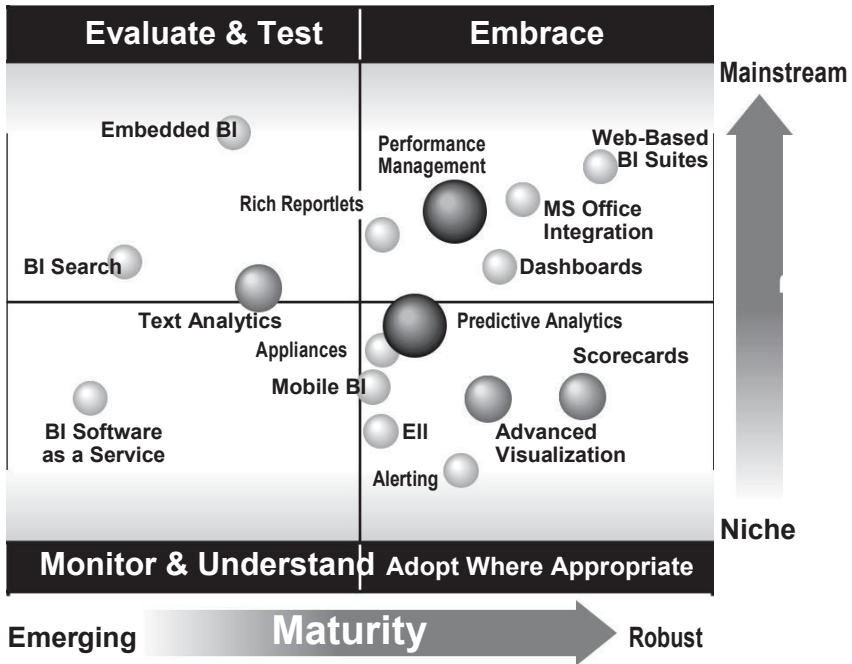 Evaluate & Test
Embrace
Mainstream
Embedded BI
Performance
Management
Web-Based
BI Suites
Rich Reportlets
MS Office
Integration
BI Search
Dashboards
Text Analytics
Predictive Analytics
Appliances
Scorecards
Mobile BI
BI Software
as a Service
EII
Advanced
Visualization
Alerting
Niche
Monitor & Understand
Adopt Where Appropriate
Emerging
Maturity
Robust